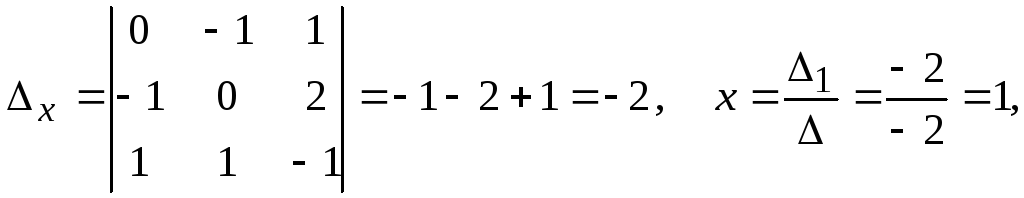 Δ_x = | 0 -1 1 |
| -1 0 2 | = -1 - 2 + 1 = -2, x = Δ_1/Δ = -2/-2 = 1,
| 1 1 -1 |